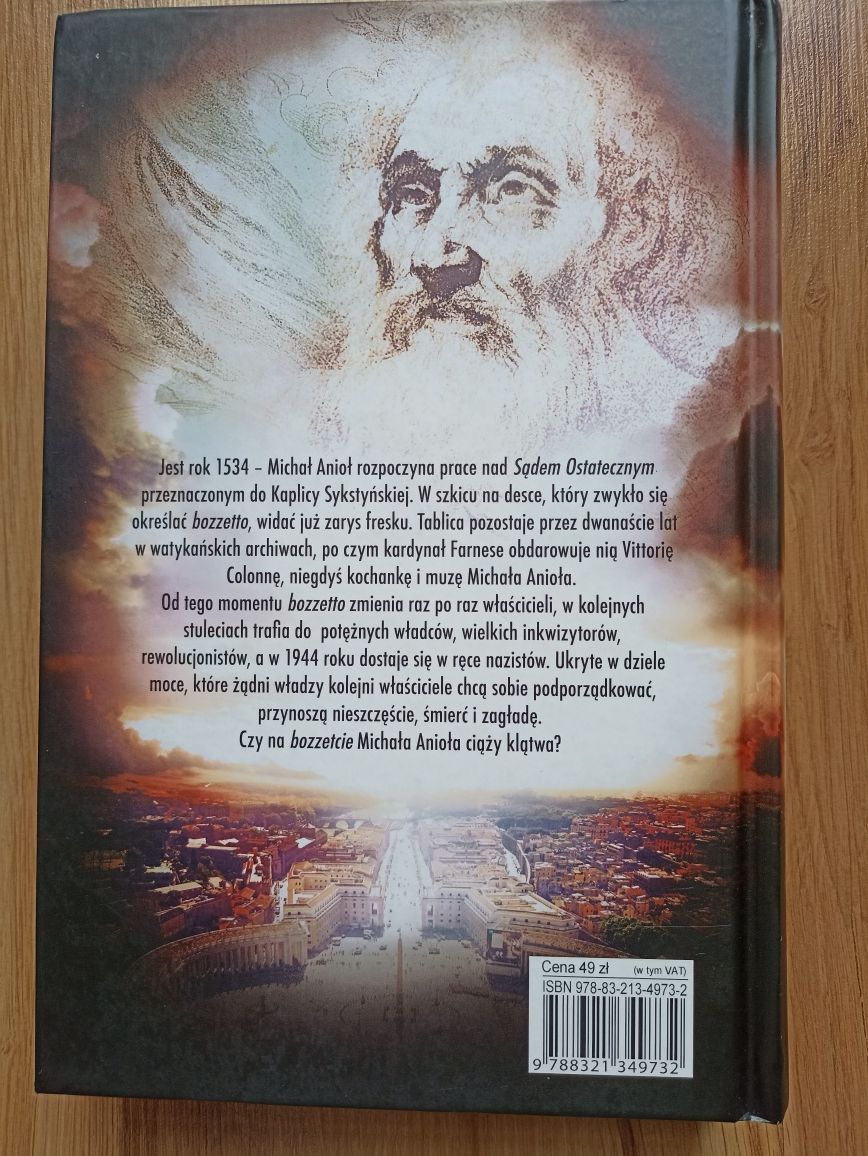 Jest rok 1534 – Michał Anioł rozpoczyna prace nad Sądem Ostatecznym
przeznaczonym do Kaplicy Sykstyńskiej. W szkicu na desce, który zwykło się
określać bozzetto, widać już zarys fresku. Tablica pozostaje przez dwanaście lat
w watykańskich archiwach, po czym kardynał Farnese obdarowuje nią Vittorię
Colonnę, niegdyś kochankę i muzę Michała Anioła.
Od tego momentu bozzetto zmienia raz po raz właścicieli, w kolejnych
stuleciach trafia do potężnych władców, wielkich inkwizytorów,
rewolucjonistów, a w 1944 roku dostaje się w ręce nazistów. Ukryte w dziele
moce, które żądni władzy kolejni właściciele chcą sobie podporządkować,
przynoszą nieszczęście, śmierć i zagładę.
Czy na bozzetcie Michała Anioła ciąży klątwa?
Cena 49 zł (w tym VAT)
ISBN 978-83-213-4973-2
9 788321 349732